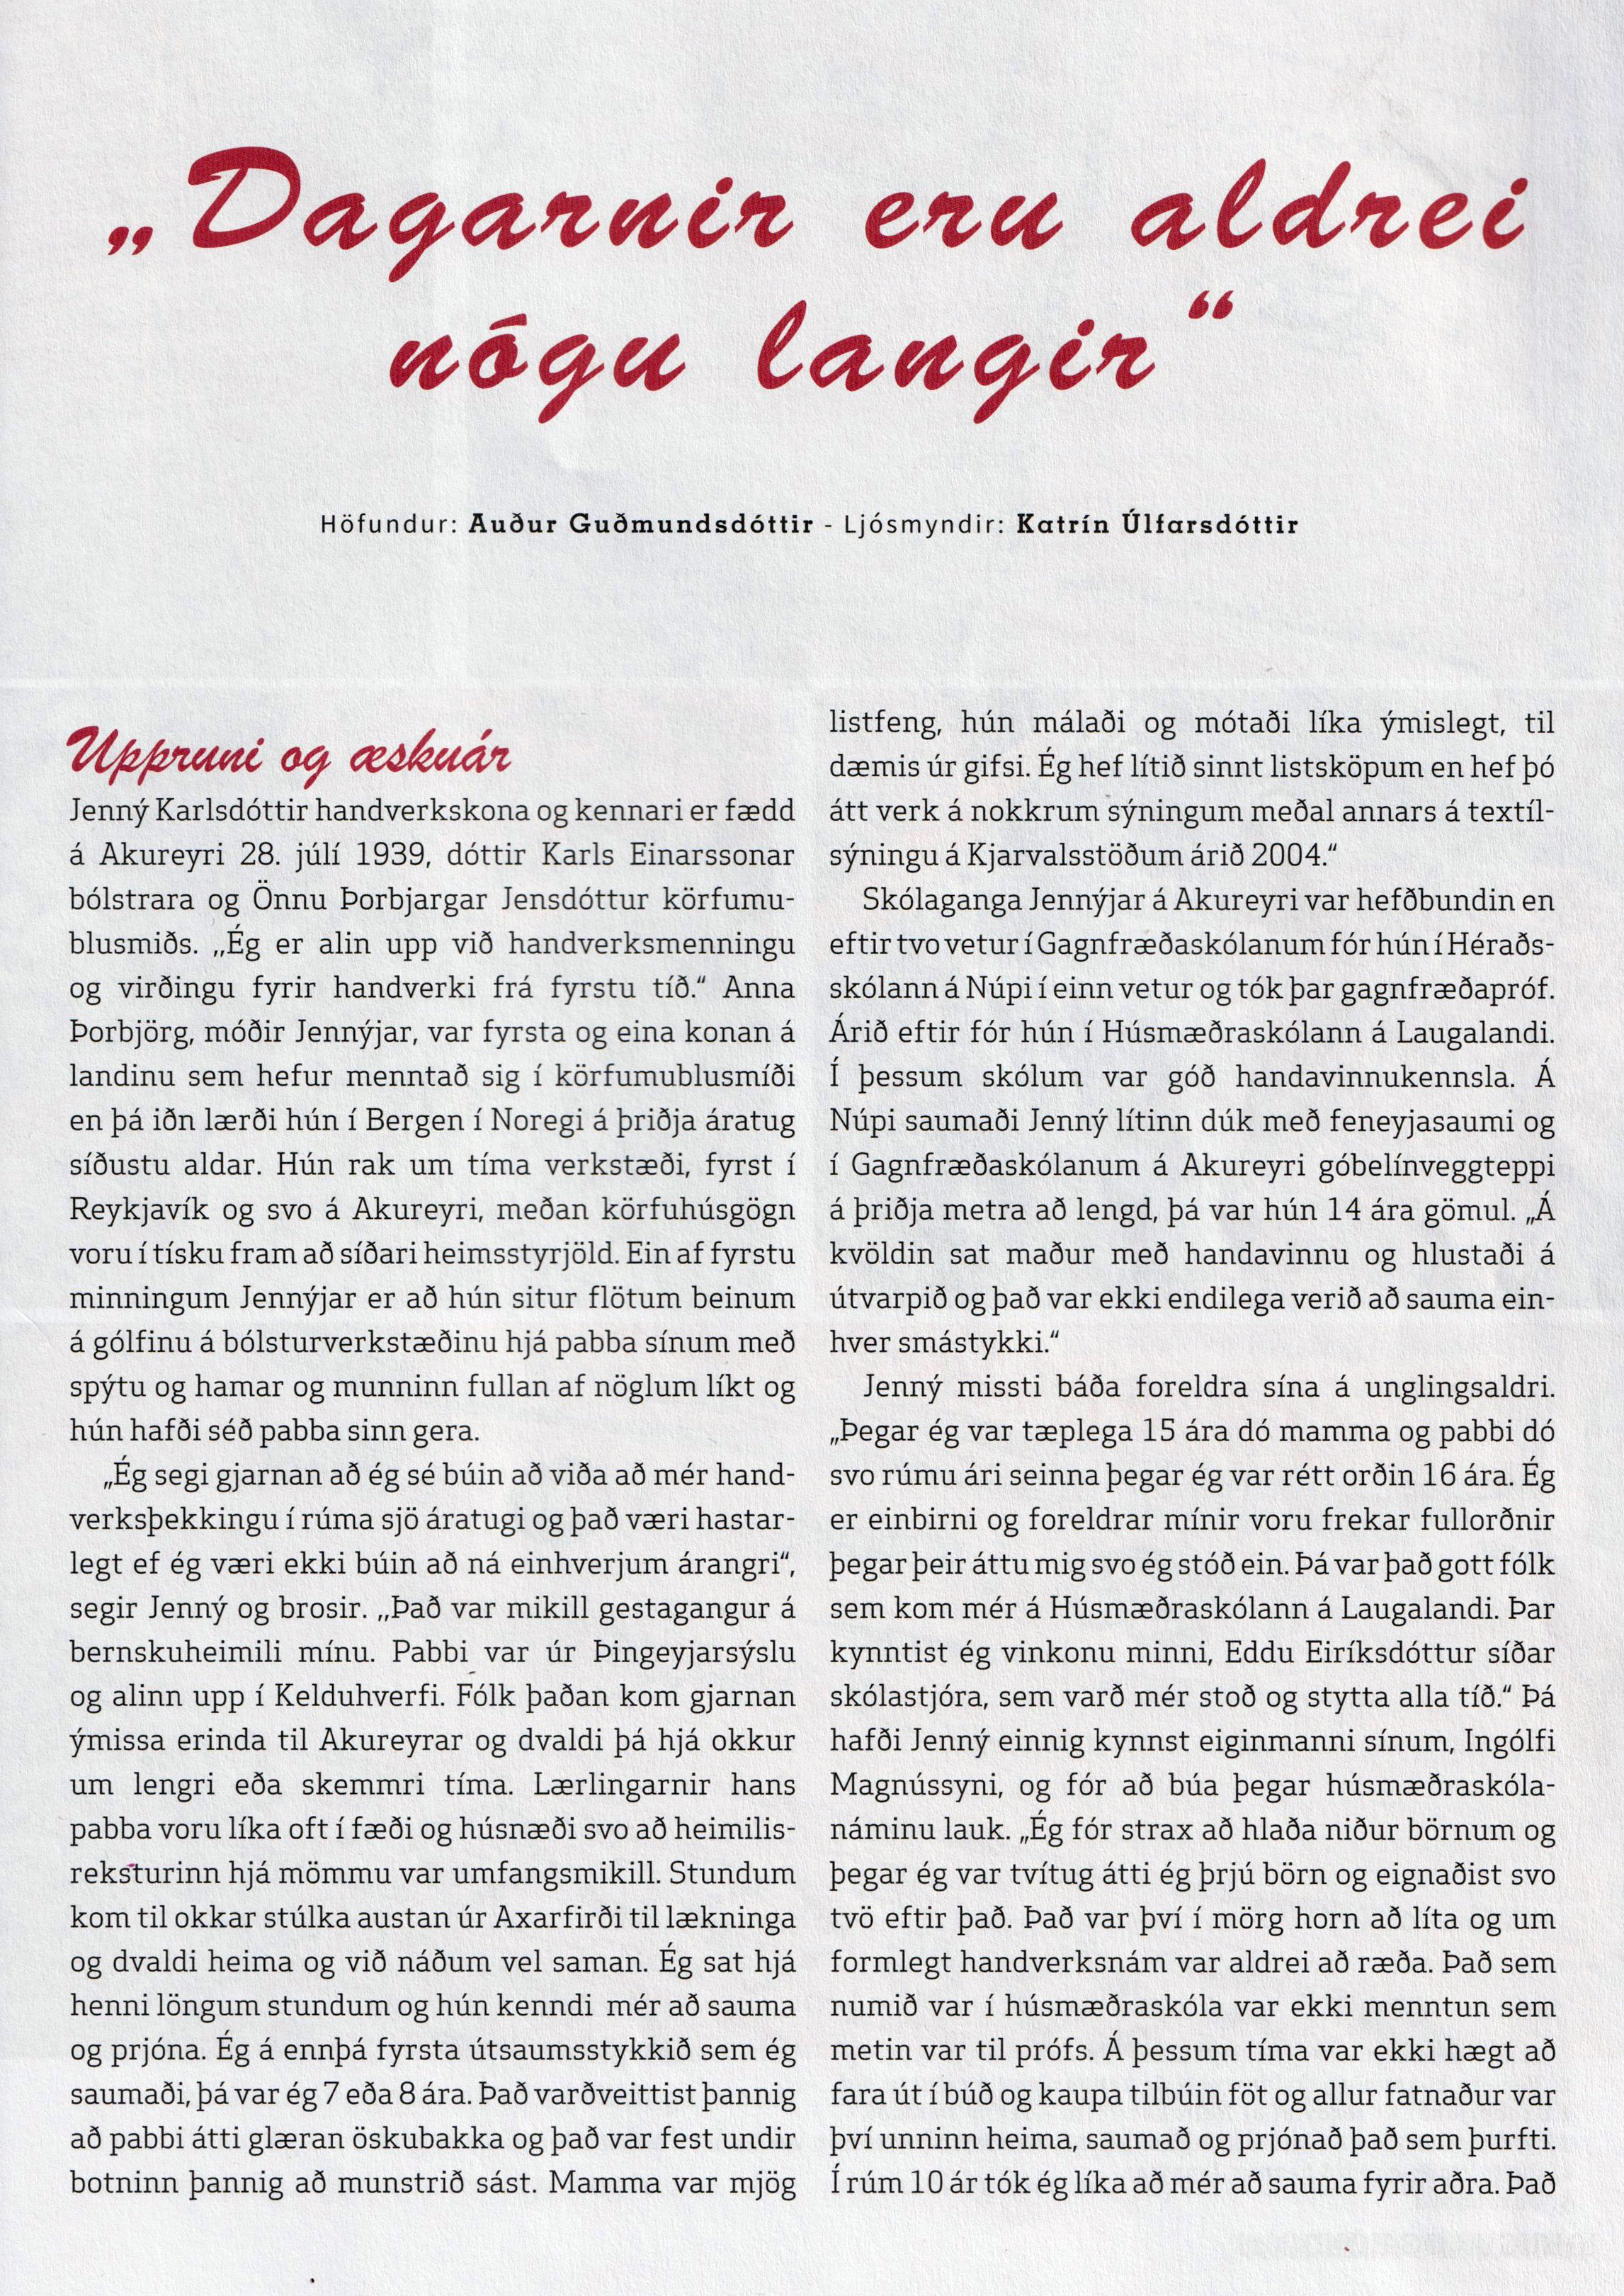 „Dagarnir eru aldrei
nógu langir“
Höfundur: Auður Guðmundsdóttir - Ljósmyndir: Katrín Úlfarsdóttir
Uppruni og æskuár
Jenný Karlsdóttir handverkskona og kennari er fædd
á Akureyri 28. júlí 1939, dóttir Karls Einarssonar
bólstrara og Önnu Þorbjargar Jensdóttur körfumu-
blusmiðs. „Ég er alin upp við handverksmenningu
og virðingu fyrir handverki frá fyrstu tíð.“ Anna
Þorbjörg, móðir Jennýjar, var fyrsta og eina konan á
landinu sem hefur menntað sig í körfumublusmíði
en þá iðn lærði hún í Bergen í Noregi á þriðja áratug
síðustu aldar. Hún rak um tíma verkstæði, fyrst í
Reykjavík og svo á Akureyri, meðan körfuhúsgögn
voru í tísku fram að síðari heimsstyrjöld. Ein af fyrstu
minningum Jennýjar er að hún situr flötum beinum
á gólfinu á bólsturverkstæðinu hjá pabba sínum með
spýtu og hamar og munninn fullan af nöglum líkt og
hún hafði séð pabba sinn gera.
„Ég segi gjarnan að ég sé búin að viða að mér hand-
verksþekkingu í rúma sjö áratugi og það væri hastar-
legt ef ég væri ekki búin að ná einhverjum árangri“,
segir Jenný og brosir. „Það var mikill gestagangur á
bernskuheimili mínu. Pabbi var úr Þingeyjarsýslu
og alinn upp í Kelduhverfi. Fólk þaðan kom gjarnan
ýmissa erinda til Akureyrar og dvaldi þá hjá okkur
um lengri eða skemmri tíma. Lærlingarnir hans
pabba voru líka oft í fæði og húsnæði svo að heimilis-
reksturinn hjá mömmu var umfangsmikill. Stundum
kom til okkar stúlka austan úr Axarfirði til lækninga
og dvaldi heima og við náðum vel saman. Ég sat hjá
henni löngum stundum og hún kenndi mér að sauma
og prjóna. Ég á ennþá fyrsta útsaumsstykkið sem ég
saumaði, þá var ég 7 eða 8 ára. Það varðveittist þannig
að pabbi átti glæran öskubakka og það var fest undir
botninn þannig að munstrið sást. Mamma var mjög
listfeng, hún málaði og mótaði líka ýmislegt, til
dæmis úr gifsi. Ég hef lítið sinnt listsköpum en hef þó
átt verk á nokkrum sýningum meðal annars á textíl-
sýningu á Kjarvalsstöðum árið 2004.“
Skólaganga Jennýjar á Akureyri var hefðbundin en
eftir tvo vetur í Gagnfræðaskólanum fór hún í Héraðs-
skólann á Núpi í einn vetur og tók þar gagnfræðapróf.
Árið eftir fór hún í Húsmæðraskólann á Laugalandi.
Í þessum skólum var góð handavinnukennsla. Á
Núpi saumaði Jenný lítinn dúk með feneyjasaumi og
í Gagnfræðaskólanum á Akureyri góbelínveggteppi
á þriðja metra að lengd, þá var hún 14 ára gömul. „Á
kvöldin sat maður með handavinnu og hlustaði á
útvarpið og það var ekki endilega verið að sauma ein-
hver smástykki.“
Jenný missti báða foreldra sína á unglingsaldri.
„Þegar ég var tæplega 15 ára dó mamma og pabbi dó
svo rúmu ári seinna þegar ég var rétt orðin 16 ára. Ég
er einbirni og foreldrar mínir voru frekar fullorðnir
þegar þeir áttu mig svo ég stóð ein. Þá var það gott fólk
sem kom mér á Húsmæðraskólann á Laugalandi. Þar
kynntist ég vinkonu minni, Eddu Eiríksdóttur síðar
skólastjóra, sem varð mér stoð og stytta alla tíð.“ Þá
hafði Jenný einnig kynnst eiginmanni sínum, Ingólfi
Magnússyni, og fór að búa þegar húsmæðraskóla-
náminu lauk. „Ég fór strax að hlaða niður börnum og
þegar ég var tvítug átti ég þrjú börn og eignaðist svo
tvö eftir það. Það var því í mörg horn að líta og um
formlegt handverksnám var aldrei að ræða. Það sem
numið var í húsmæðraskóla var ekki menntun sem
metin var til prófs. Á þessum tíma var ekki hægt að
fara út í búð og kaupa tilbúin föt og allur fatnaður var
því unninn heima, saumað og prjónað það sem þurfti.
Í rúm 10 ár tók ég líka að mér að sauma fyrir aðra. Það